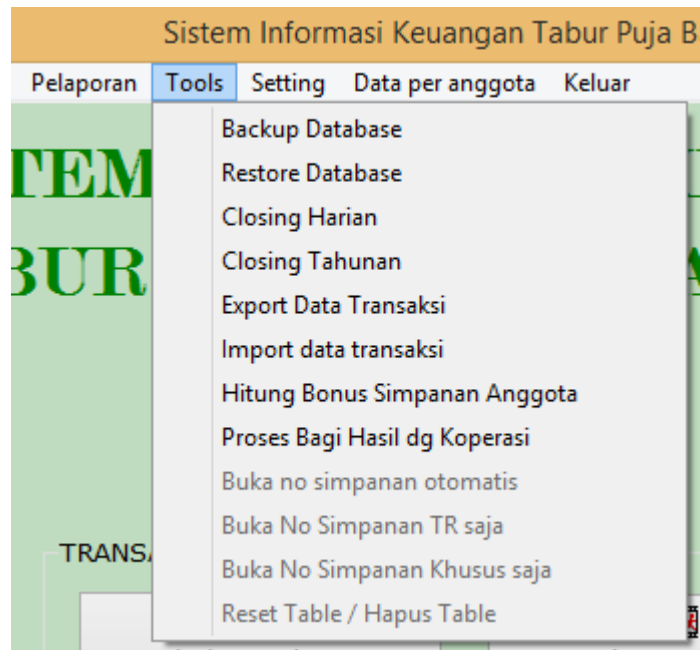 Sistem Informasi Keuangan Tabur Puja B
Pelaporan Tools Setting Data per anggota Keluar
Backup Database
Restore Database
Closing Harian
Closing Tahunan
Export Data Transaksi
Import data transaksi
Hitung Bonus Simpanan Anggota
Proses Bagi Hasil dg Koperasi
Buka no simpanan otomatis
Buka No Simpanan TR saja
Buka No Simpanan Khusus saja
Reset Table / Hapus Table
TEM
BUR
TRANSA